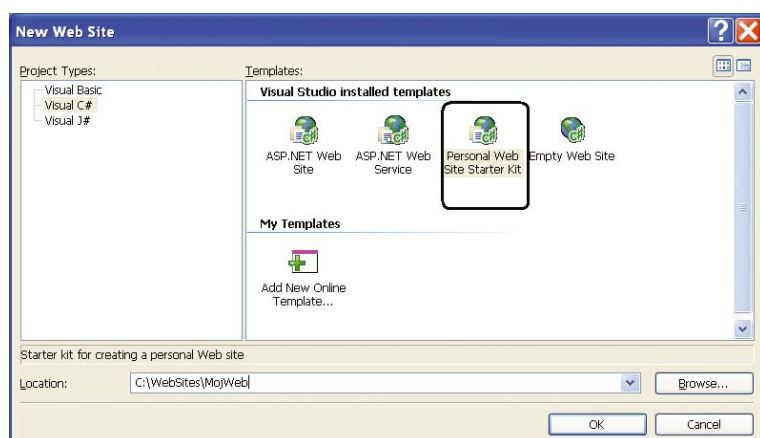 New Web Site
Project Types:
Visual Basic
Visual C#
Visual J#
Templates:
Visual Studio installed templates
ASP.NET Web Site
ASP.NET Web Service
Personal Web Site Starter Kit
Empty Web Site
My Templates
Add New Online Template...
Starter kit for creating a personal Web site
Location:
C:\WebSites\MojWeb
Browse...
OK
Cancel